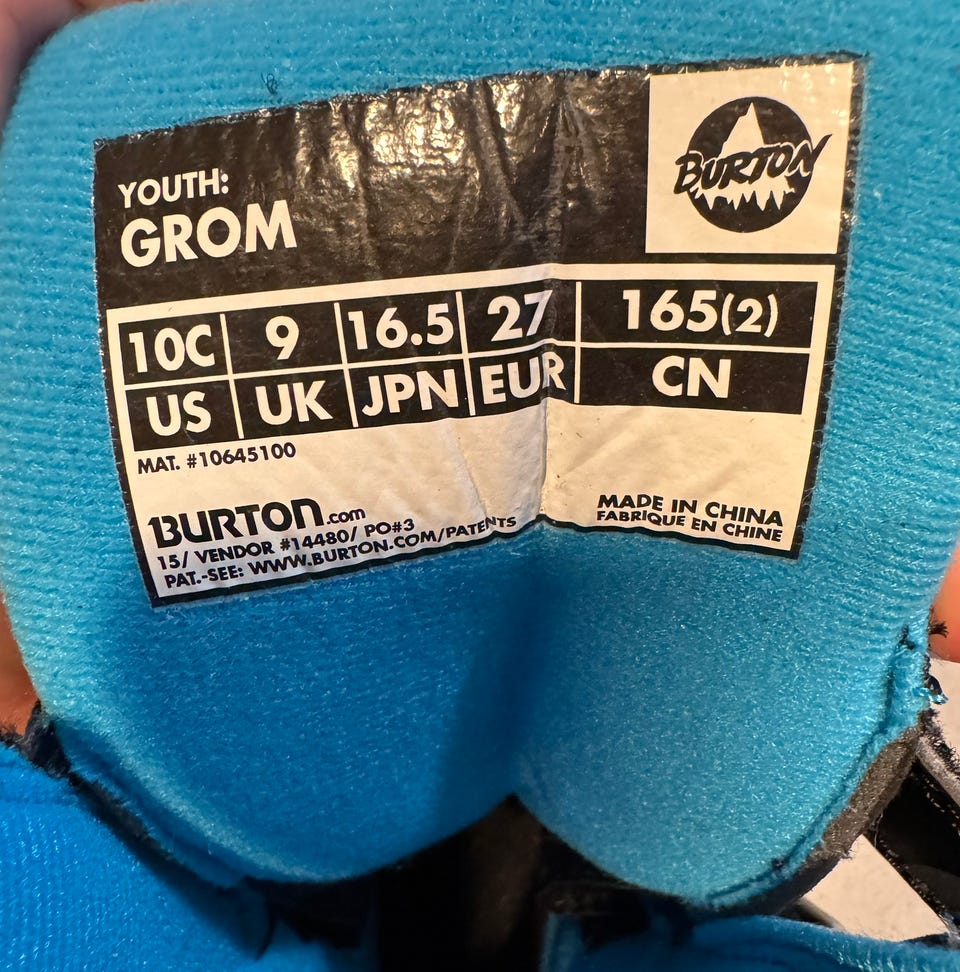 YOUTH:
GROM
BURTON
10C 9 16.5 27 165(2)
US UK JPN EUR CN
MAT. #10645100
BURTON.com
15/ VENDOR #14480/ PO#3
PAT.-SEE: WWW.BURTON.COM/PATENTS
MADE IN CHINA
FABRIQUE EN CHINE